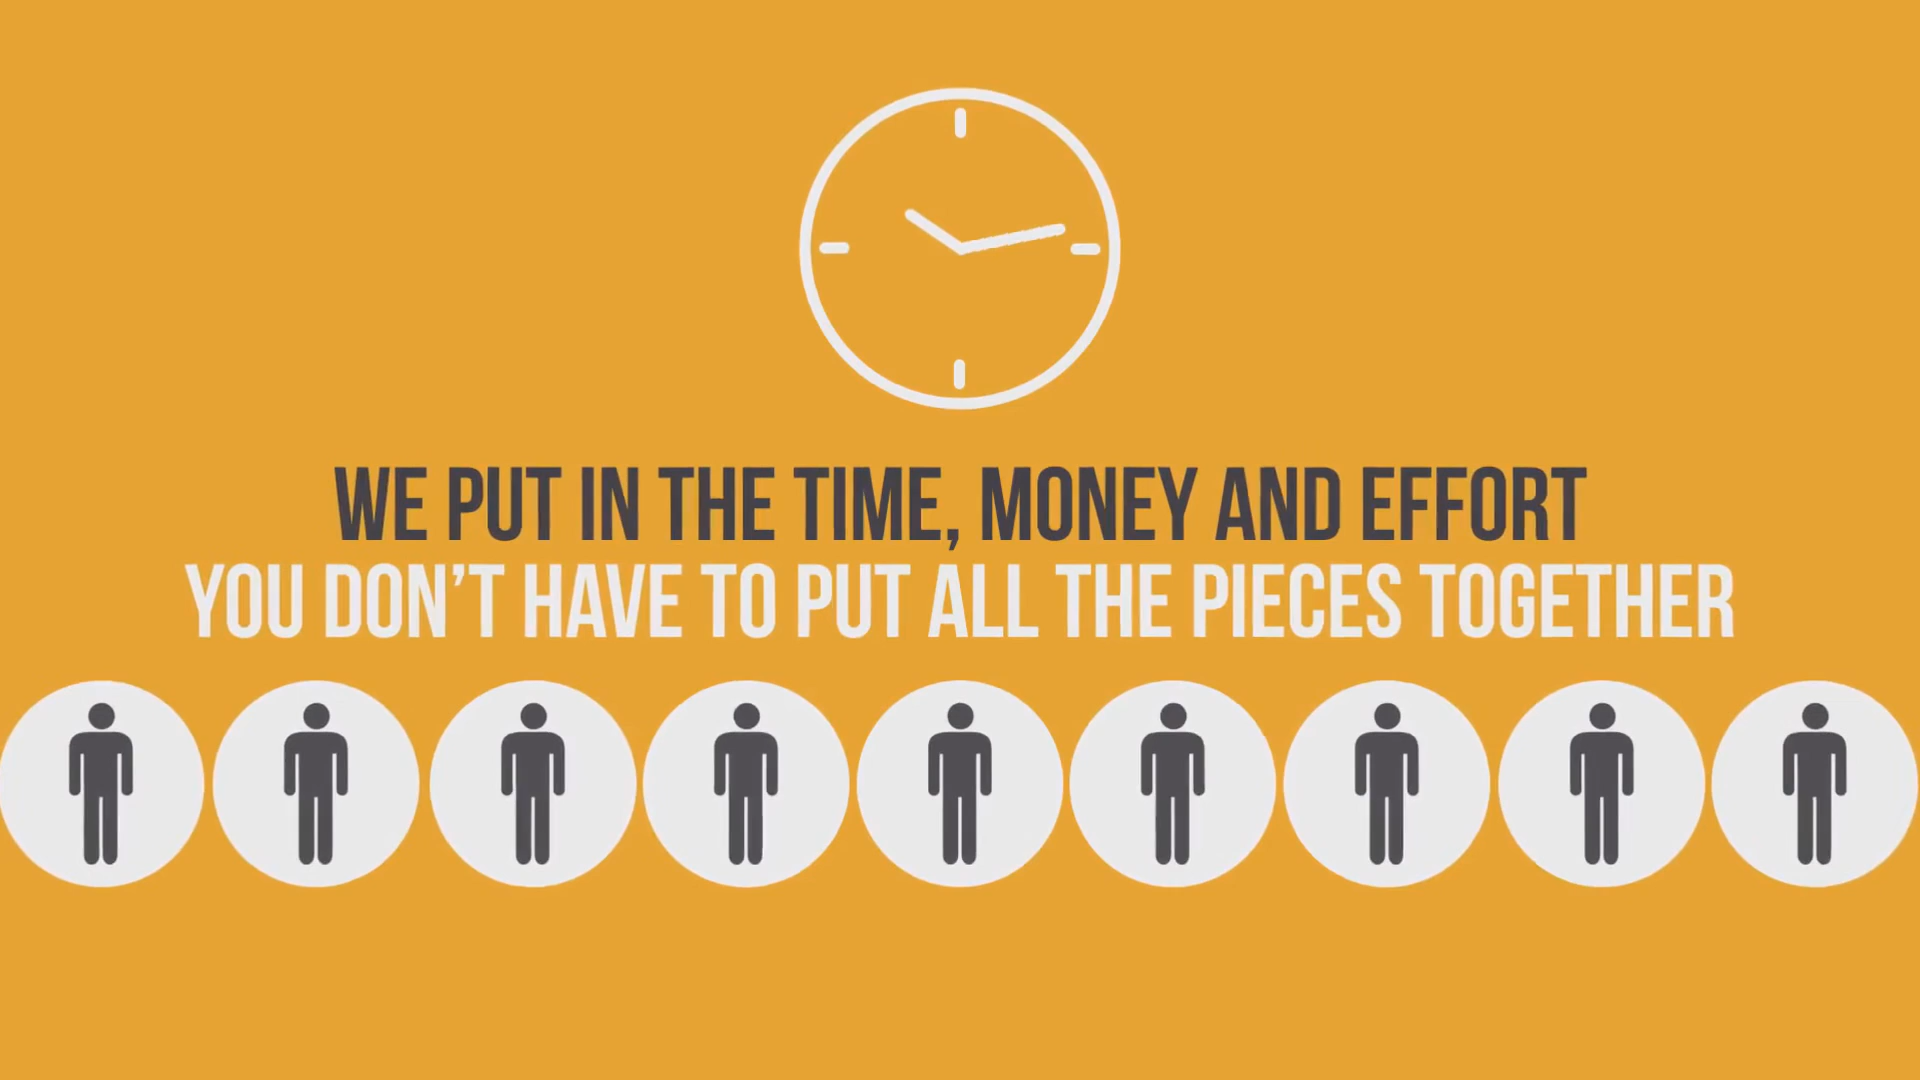 WE PUT IN THE TIME, MONEY AND EFFORT
YOU DON’T HAVE TO PUT ALL THE PIECES TOGETHER